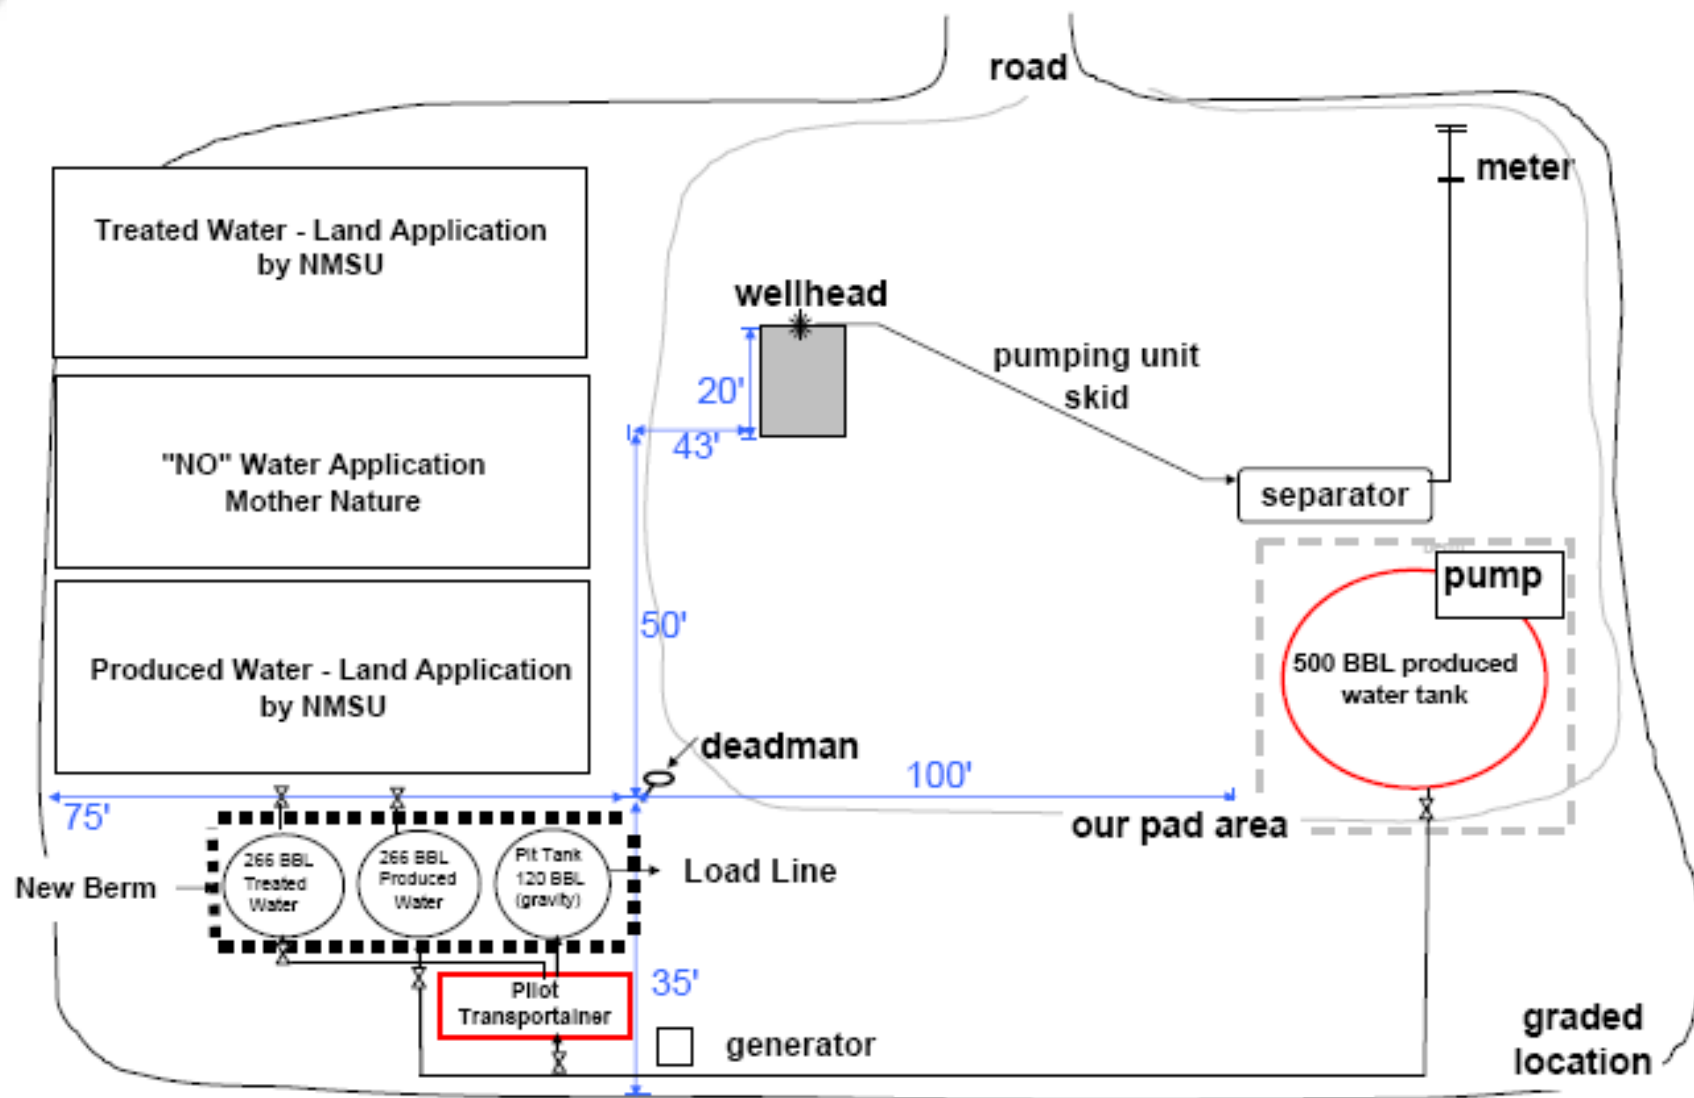 road
meter
Treated Water - Land Application
by NMSU
wellhead
pumping unit
skid
20'
43'
"NO" Water Application
Mother Nature
separator
pump
50'
500 BBL produced
water tank
Produced Water - Land Application
by NMSU
deadman
100'
75'
our pad area
266 BBL
Treated
Water
266 BBL
Produced
Water
Pit Tank
120 BBL
(gravity)
New Berm
Load Line
35'
Pilot
Transportainer
generator
graded
location